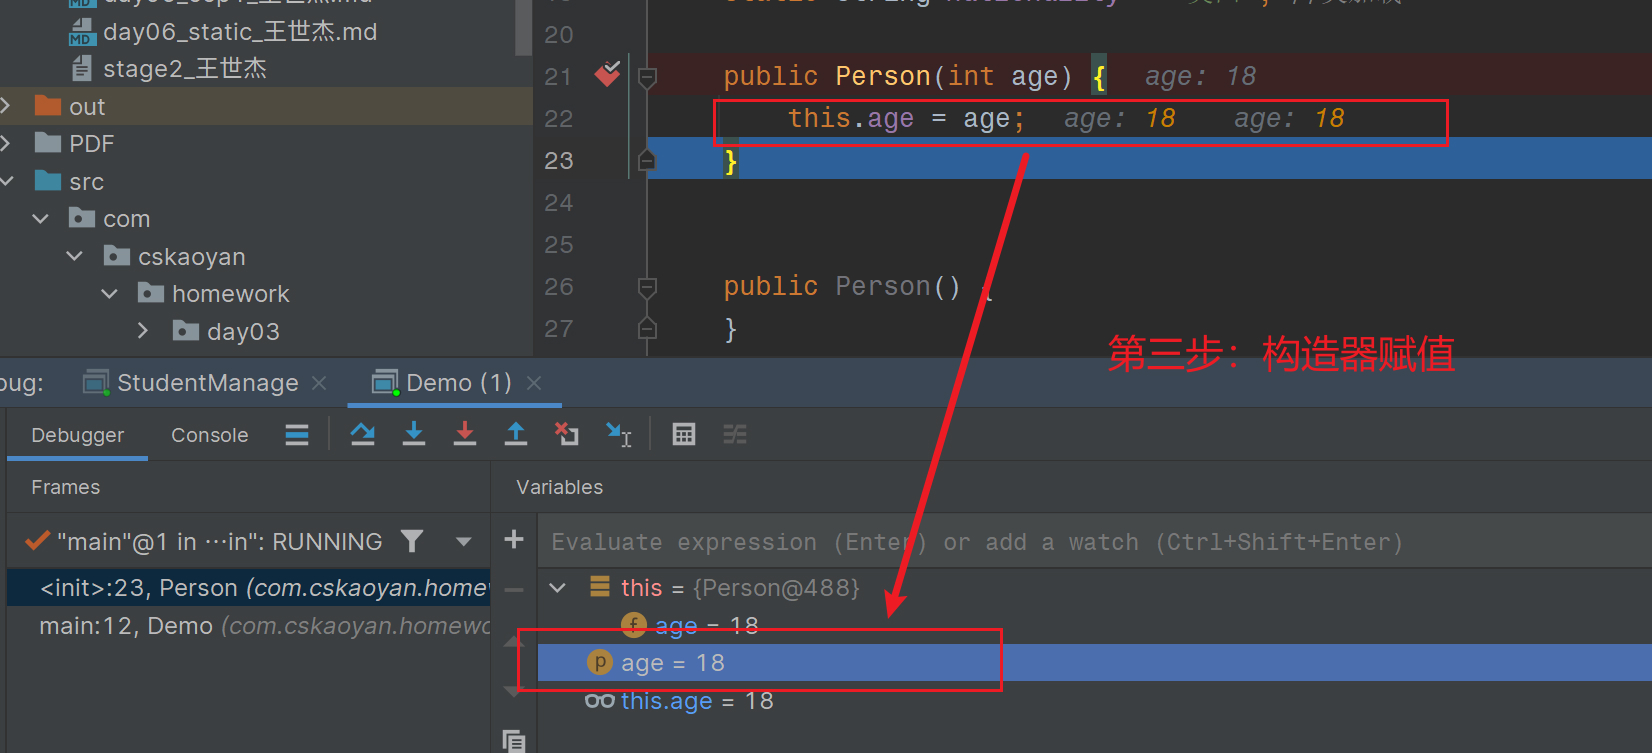 day06_static_王世杰.md
stage2_王世杰
out
PDF
src
com
cskaoyan
homework
day03
20
21 public Person(int age) { age: 18
22 this.age = age; age: 18 age: 18
23 }
24
25
26 public Person() {
27 }
第三步：构造器赋值
bug: StudentManage Demo (1)
Debugger Console
Frames Variables
"main"@1 in ···in": RUNNING
Evaluate expression (Enter) or add a watch (Ctrl+Shift+Enter)
<init>:23, Person (com.cskaoyan.homew
main:12, Demo (com.cskaoyan.homewo
this = {Person@488}
f age = 18
p age = 18
this.age = 18